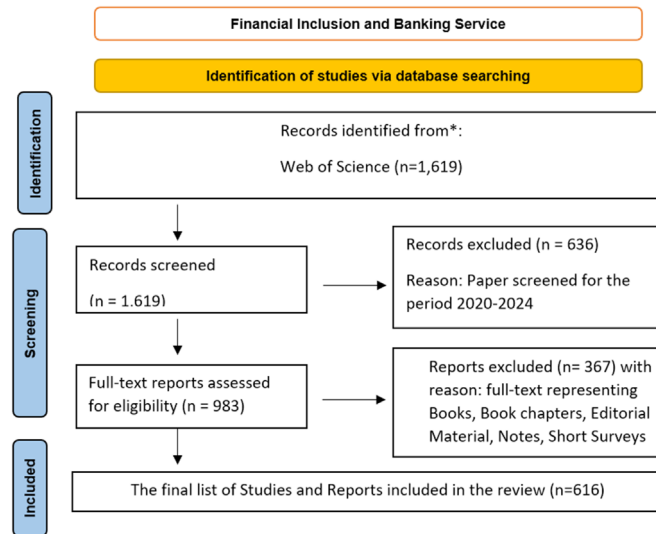 Financial Inclusion and Banking Service
Identification of studies via database searching
Identification
Records identified from*:
Web of Science (n=1,619)
Screening
Records screened
(n = 1.619)
Records excluded (n = 636)
Reason: Paper screened for the
period 2020-2024
Full-text reports assessed
for eligibility (n = 983)
Reports excluded (n= 367) with
reason: full-text representing
Books, Book chapters, Editorial
Material, Notes, Short Surveys
Included
The final list of Studies and Reports included in the review (n=616)